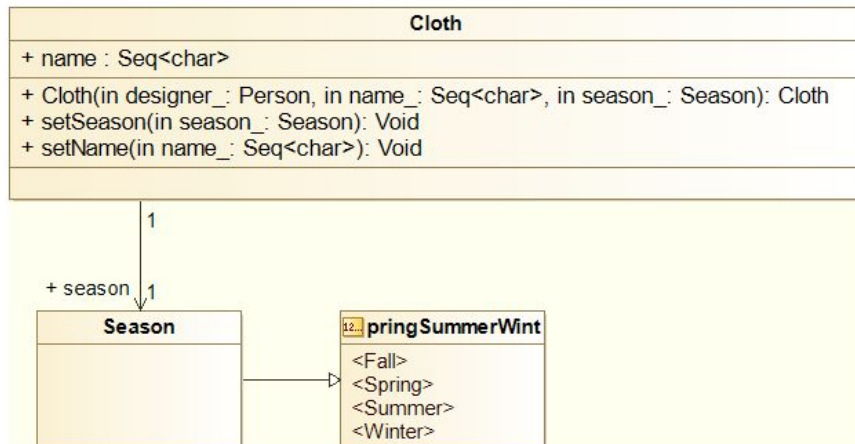 Cloth
+ name : Seq<char>
+ Cloth(in designer_: Person, in name_: Seq<char>, in season_: Season): Cloth
+ setSeason(in season_: Season): Void
+ setName(in name_: Seq<char>): Void
1
+ season 1
Season
12... pringSummerWint
<Fall>
<Spring>
<Summer>
<Winter>